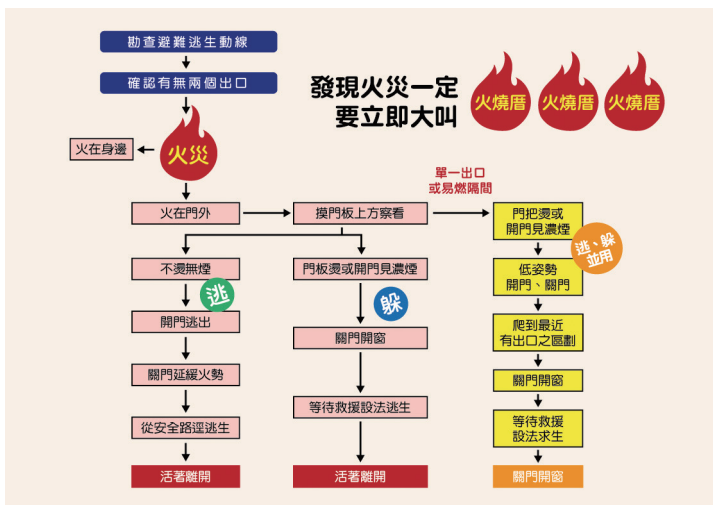 勘查避難逃生動線
確認有無兩個出口
發現火災一定
要立即大叫
火燒厝
火燒厝
火燒厝
火在身邊
火災
單一出口
或易燃隔間
火在門外
摸門板上方察看
門把燙或
開門見濃煙
逃、躲
並用
不燙無煙
逃
開門逃出
關門延緩火勢
從安全路逕逃生
活著離開
門板燙或開門見濃煙
躲
關門開窗
等待救援設法逃生
活著離開
低姿勢
開門、關門
爬到最近
有出口之區劃
關門開窗
等待救援
設法求生
關門開窗